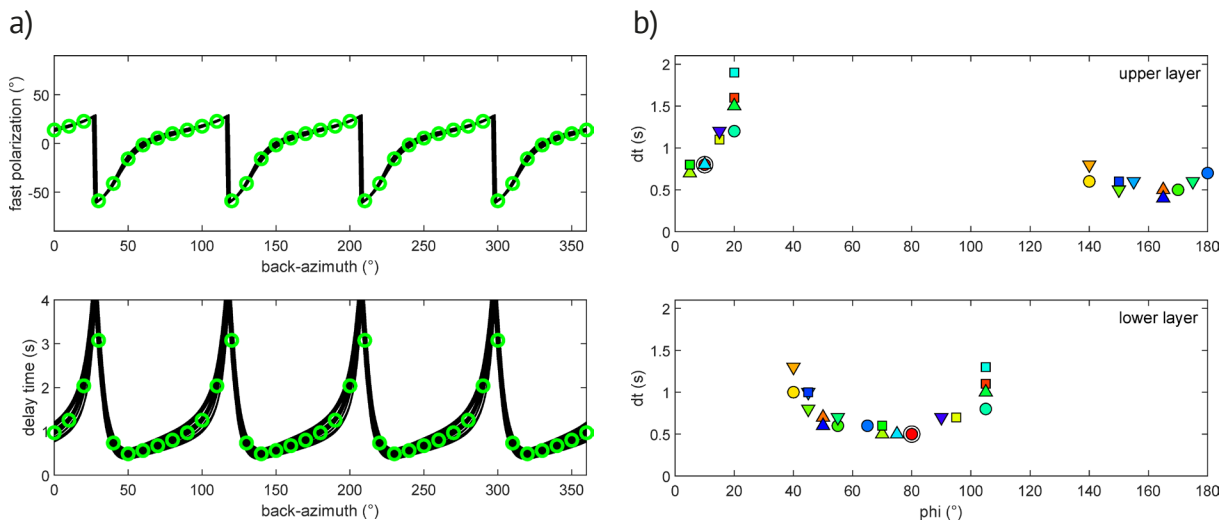 a)
50
0
-50
fast polarization (°)
0 50 100 150 200 250 300 350
back-azimuth (°)
4
3
2
1
0
delay time (s)
0 50 100 150 200 250 300 350
back-azimuth (°)
b)
upper layer
2
1.5
1
0.5
0
dt (s)
0 20 40 60 80 100 120 140 160 180
lower layer
2
1.5
1
0.5
0
dt (s)
0 20 40 60 80 100 120 140 160 180
phi (°)